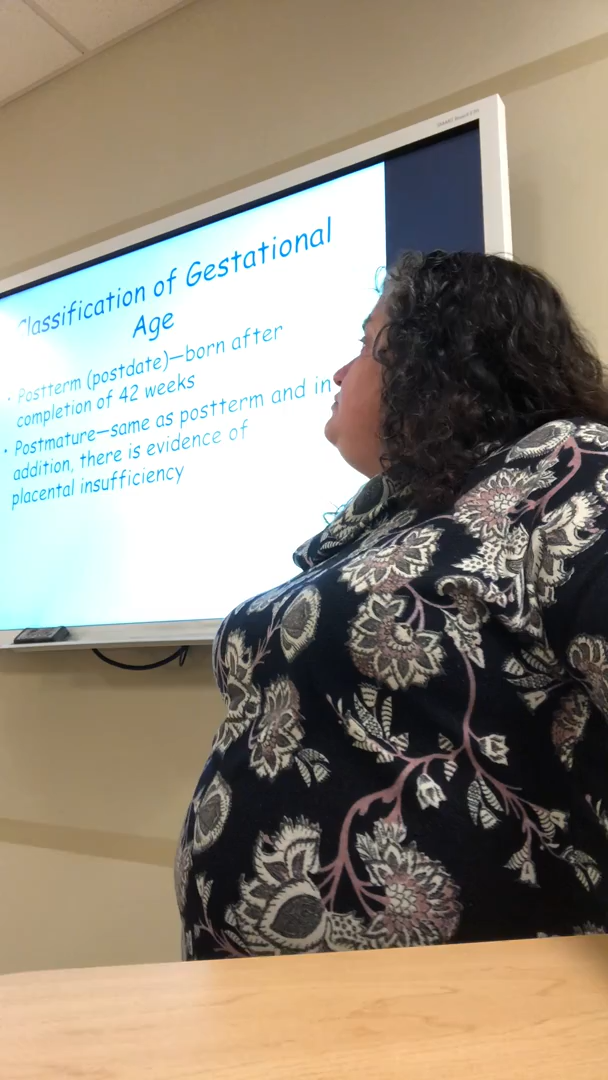 Classification of Gestational
Age
• Postterm (postdate)—born after
completion of 42 weeks
• Postmature—same as postterm and in
addition, there is evidence of
placental insufficiency